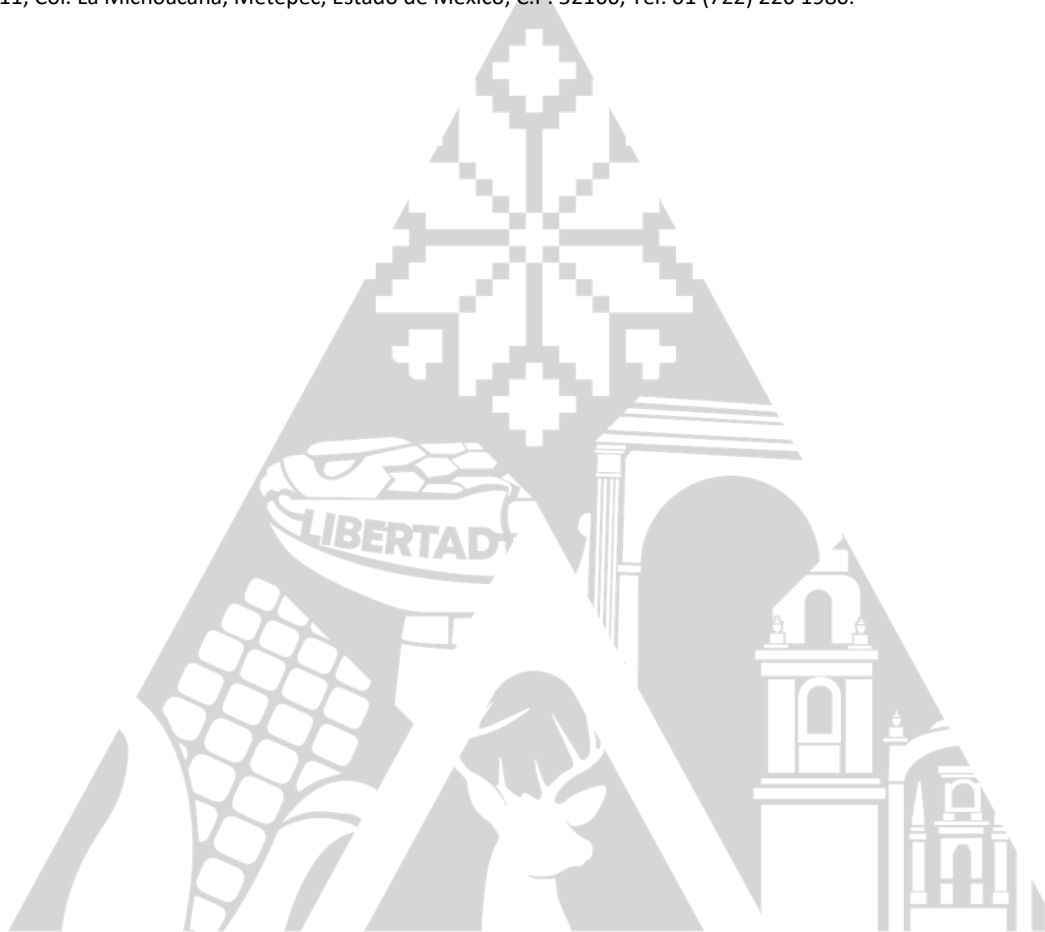 11, Col. La Michoacana, Metepec, Estado de México, C.P. 52166, Tel. 01 (722) 226 1980.
LIBERTAD